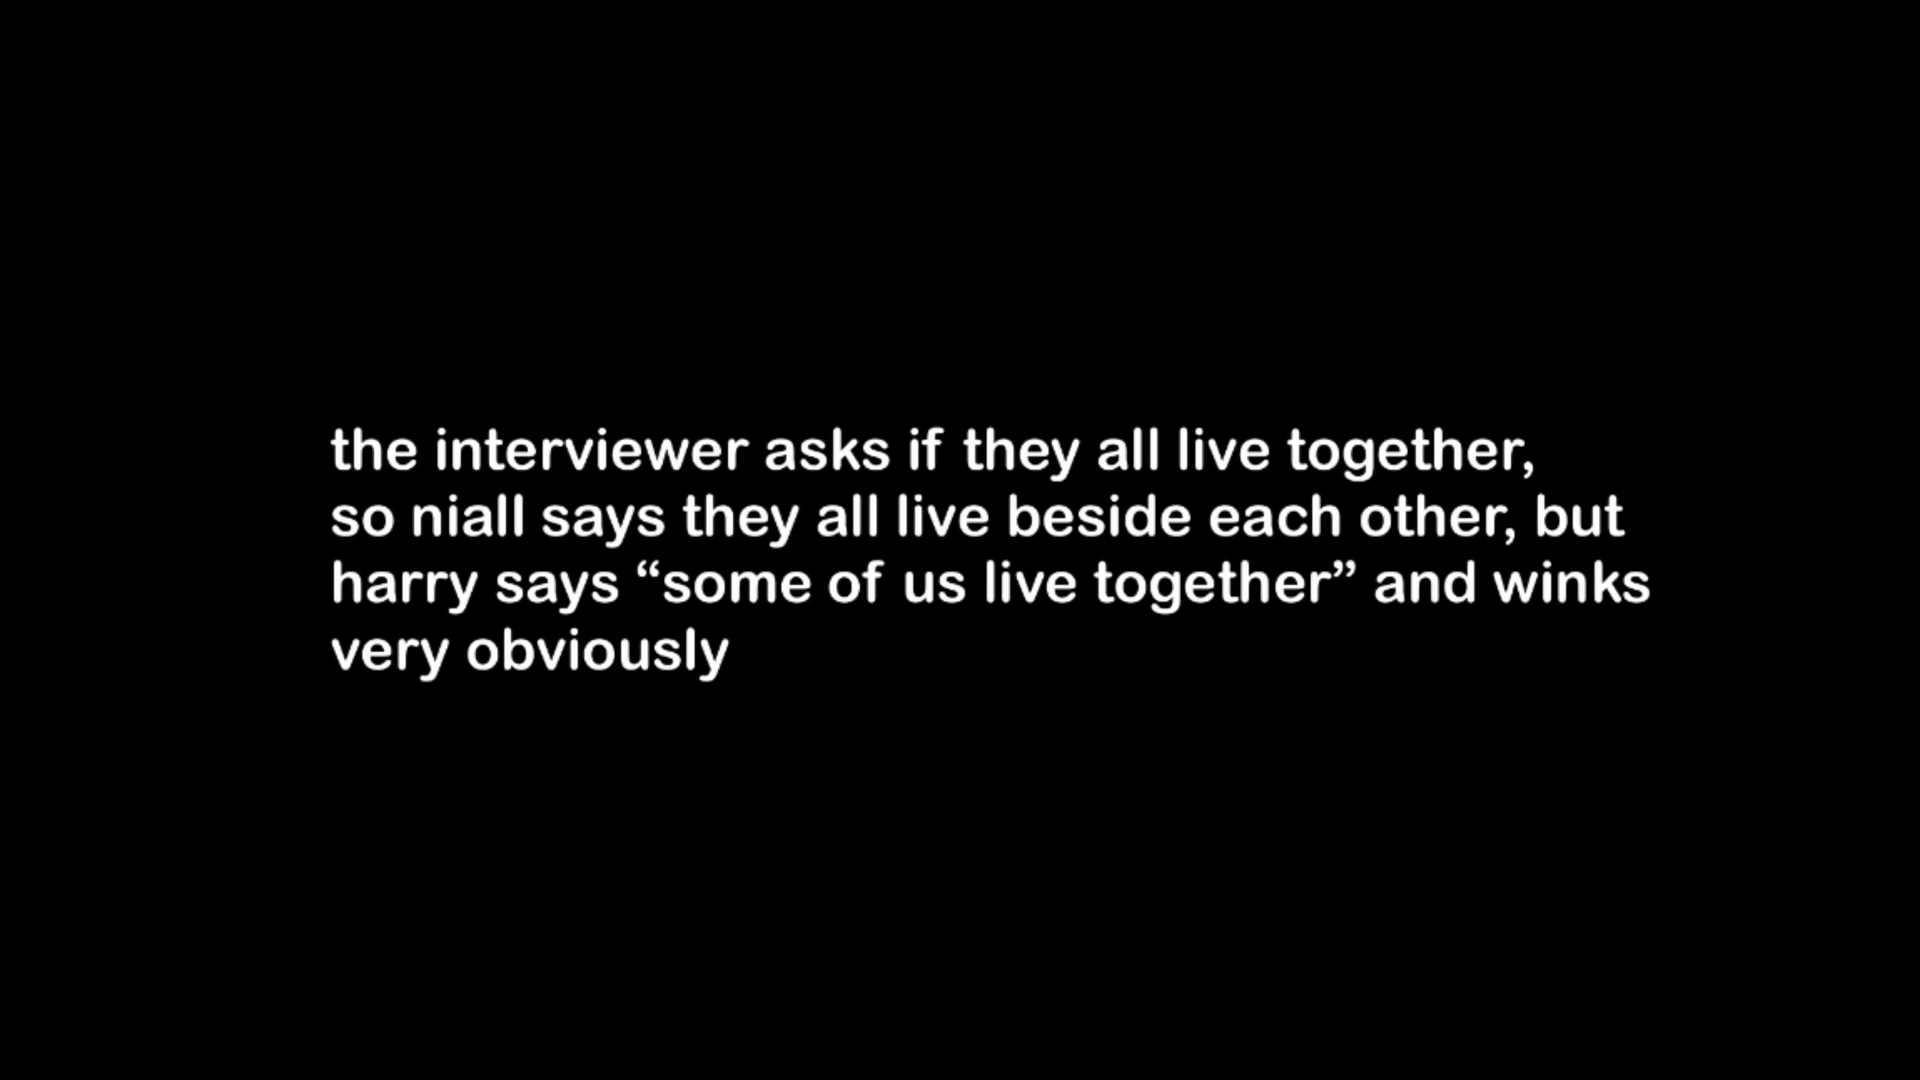 the interviewer asks if they all live together,
so niall says they all live beside each other, but
harry says “some of us live together” and winks
very obviously